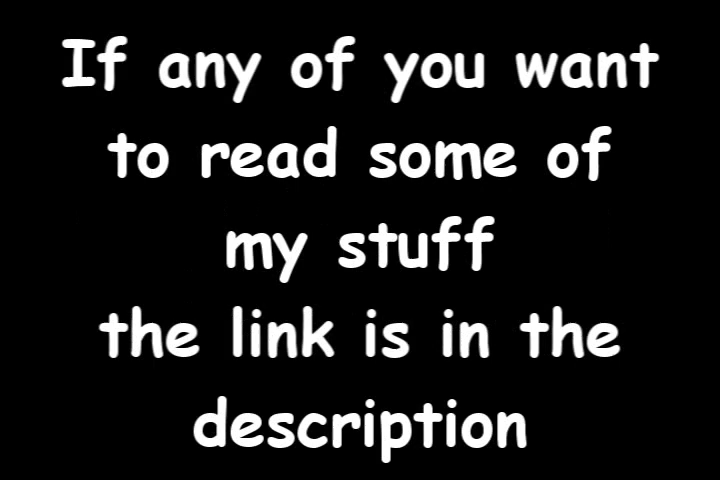 If any of you want
to read some of
my stuff
the link is in the
description